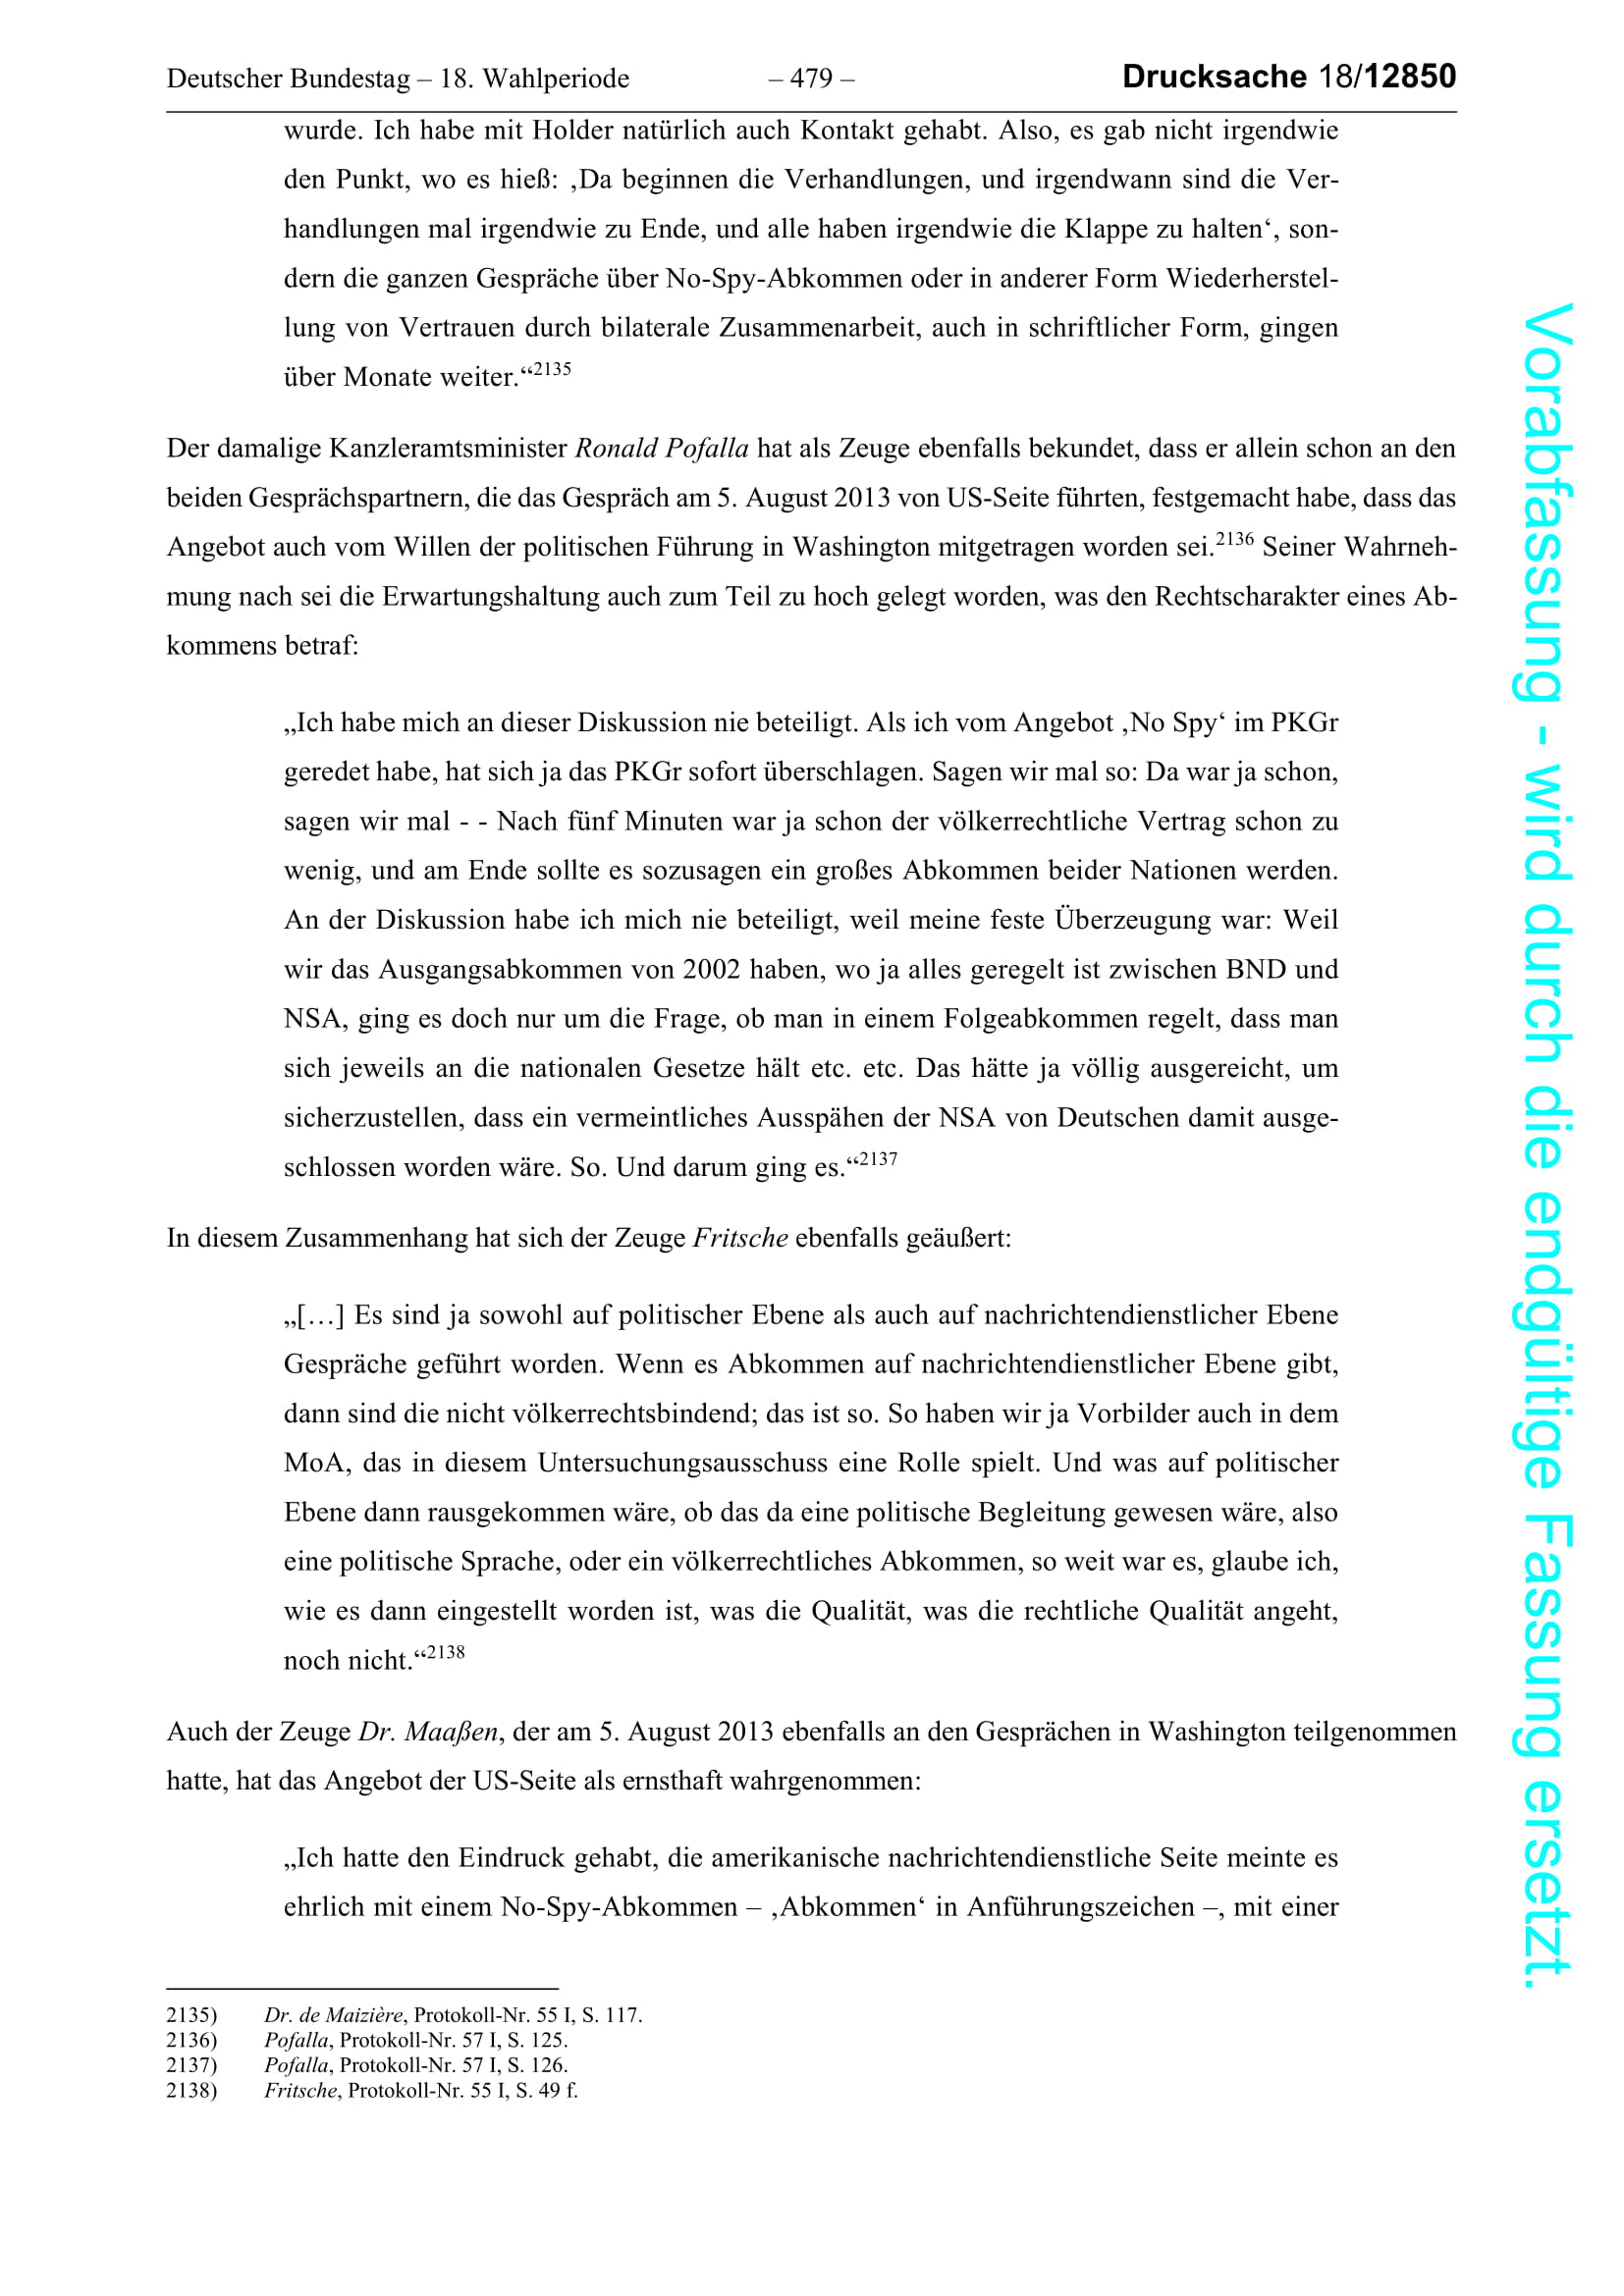 Deutscher Bundestag – 18. Wahlperiode – 479 – Drucksache 18/12850
wurde. Ich habe mit Holder natürlich auch Kontakt gehabt. Also, es gab nicht irgendwie
den Punkt, wo es hieß: ‚Da beginnen die Verhandlungen, und irgendwann sind die Ver-
handlungen mal irgendwie zu Ende, und alle haben irgendwie die Klappe zu halten‘, son-
dern die ganzen Gespräche über No-Spy-Abkommen oder in anderer Form Wiederherstel-
lung von Vertrauen durch bilaterale Zusammenarbeit, auch in schriftlicher Form, gingen
über Monate weiter.“2135
Der damalige Kanzleramtsminister Ronald Pofalla hat als Zeuge ebenfalls bekundet, dass er allein schon an den
beiden Gesprächspartnern, die das Gespräch am 5. August 2013 von US-Seite führten, festgemacht habe, dass das
Angebot auch vom Willen der politischen Führung in Washington mitgetragen worden sei.2136 Seiner Wahrneh-
mung nach sei die Erwartungshaltung auch zum Teil zu hoch gelegt worden, was den Rechtscharakter eines Ab-
kommens betraf:
„Ich habe mich an dieser Diskussion nie beteiligt. Als ich vom Angebot ‚No Spy‘ im PKGr
geredet habe, hat sich ja das PKGr sofort überschlagen. Sagen wir mal so: Da war ja schon,
sagen wir mal - - Nach fünf Minuten war ja schon der völkerrechtliche Vertrag schon zu
wenig, und am Ende sollte es sozusagen ein großes Abkommen beider Nationen werden.
An der Diskussion habe ich mich nie beteiligt, weil meine feste Überzeugung war: Weil
wir das Ausgangsabkommen von 2002 haben, wo ja alles geregelt ist zwischen BND und
NSA, ging es doch nur um die Frage, ob man in einem Folgeabkommen regelt, dass man
sich jeweils an die nationalen Gesetze hält etc. etc. Das hätte ja völlig ausgereicht, um
sicherzustellen, dass ein vermeintliches Ausspähen der NSA von Deutschen damit ausge-
schlossen worden wäre. So. Und darum ging es.“2137
In diesem Zusammenhang hat sich der Zeuge Fritsche ebenfalls geäußert:
„[…] Es sind ja sowohl auf politischer Ebene als auch auf nachrichtendienstlicher Ebene
Gespräche geführt worden. Wenn es Abkommen auf nachrichtendienstlicher Ebene gibt,
dann sind die nicht völkerrechtsbindend; das ist so. So haben wir ja Vorbilder auch in dem
MoA, das in diesem Untersuchungsausschuss eine Rolle spielt. Und was auf politischer
Ebene dann rausgekommen wäre, ob das da eine politische Begleitung gewesen wäre, also
eine politische Sprache, oder ein völkerrechtliches Abkommen, so weit war es, glaube ich,
wie es dann eingestellt worden ist, was die Qualität, was die rechtliche Qualität angeht,
noch nicht.“2138
Auch der Zeuge Dr. Maaßen, der am 5. August 2013 ebenfalls an den Gesprächen in Washington teilgenommen
hatte, hat das Angebot der US-Seite als ernsthaft wahrgenommen:
„Ich hatte den Eindruck gehabt, die amerikanische nachrichtendienstliche Seite meinte es
ehrlich mit einem No-Spy-Abkommen – ‚Abkommen‘ in Anführungszeichen –, mit einer
2135) Dr. de Maizière, Protokoll-Nr. 55 I, S. 117.
2136) Pofalla, Protokoll-Nr. 57 I, S. 125.
2137) Pofalla, Protokoll-Nr. 57 I, S. 126.
2138) Fritsche, Protokoll-Nr. 55 I, S. 49 f.
Vorabfassung - wird durch die endgültige Fassung ersetzt.